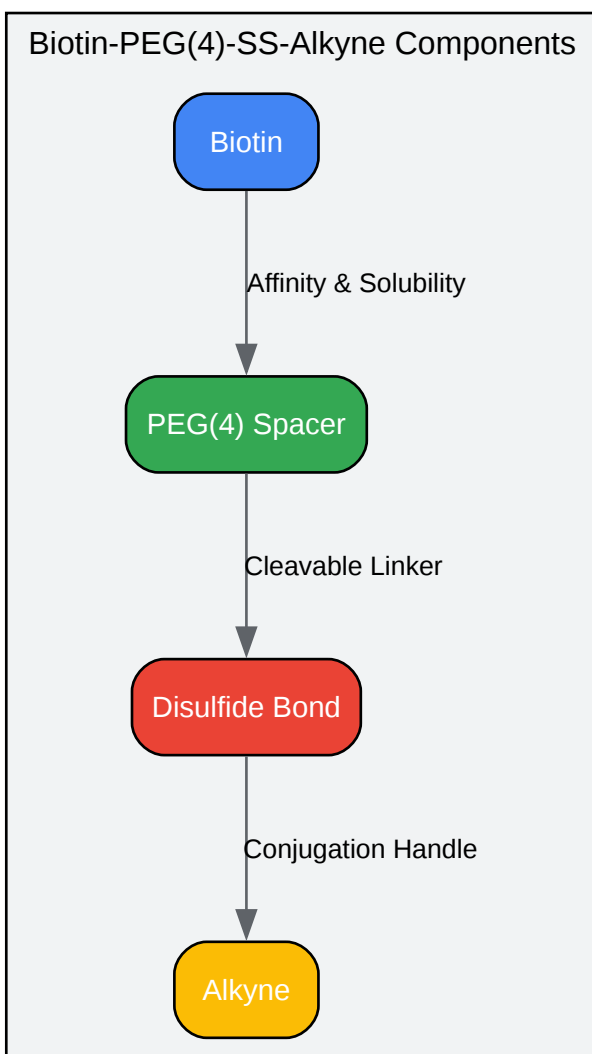 Biotin-PEG(4)-SS-Alkyne Components
Biotin
Affinity & Solubility
PEG(4) Spacer
Cleavable Linker
Disulfide Bond
Conjugation Handle
Alkyne